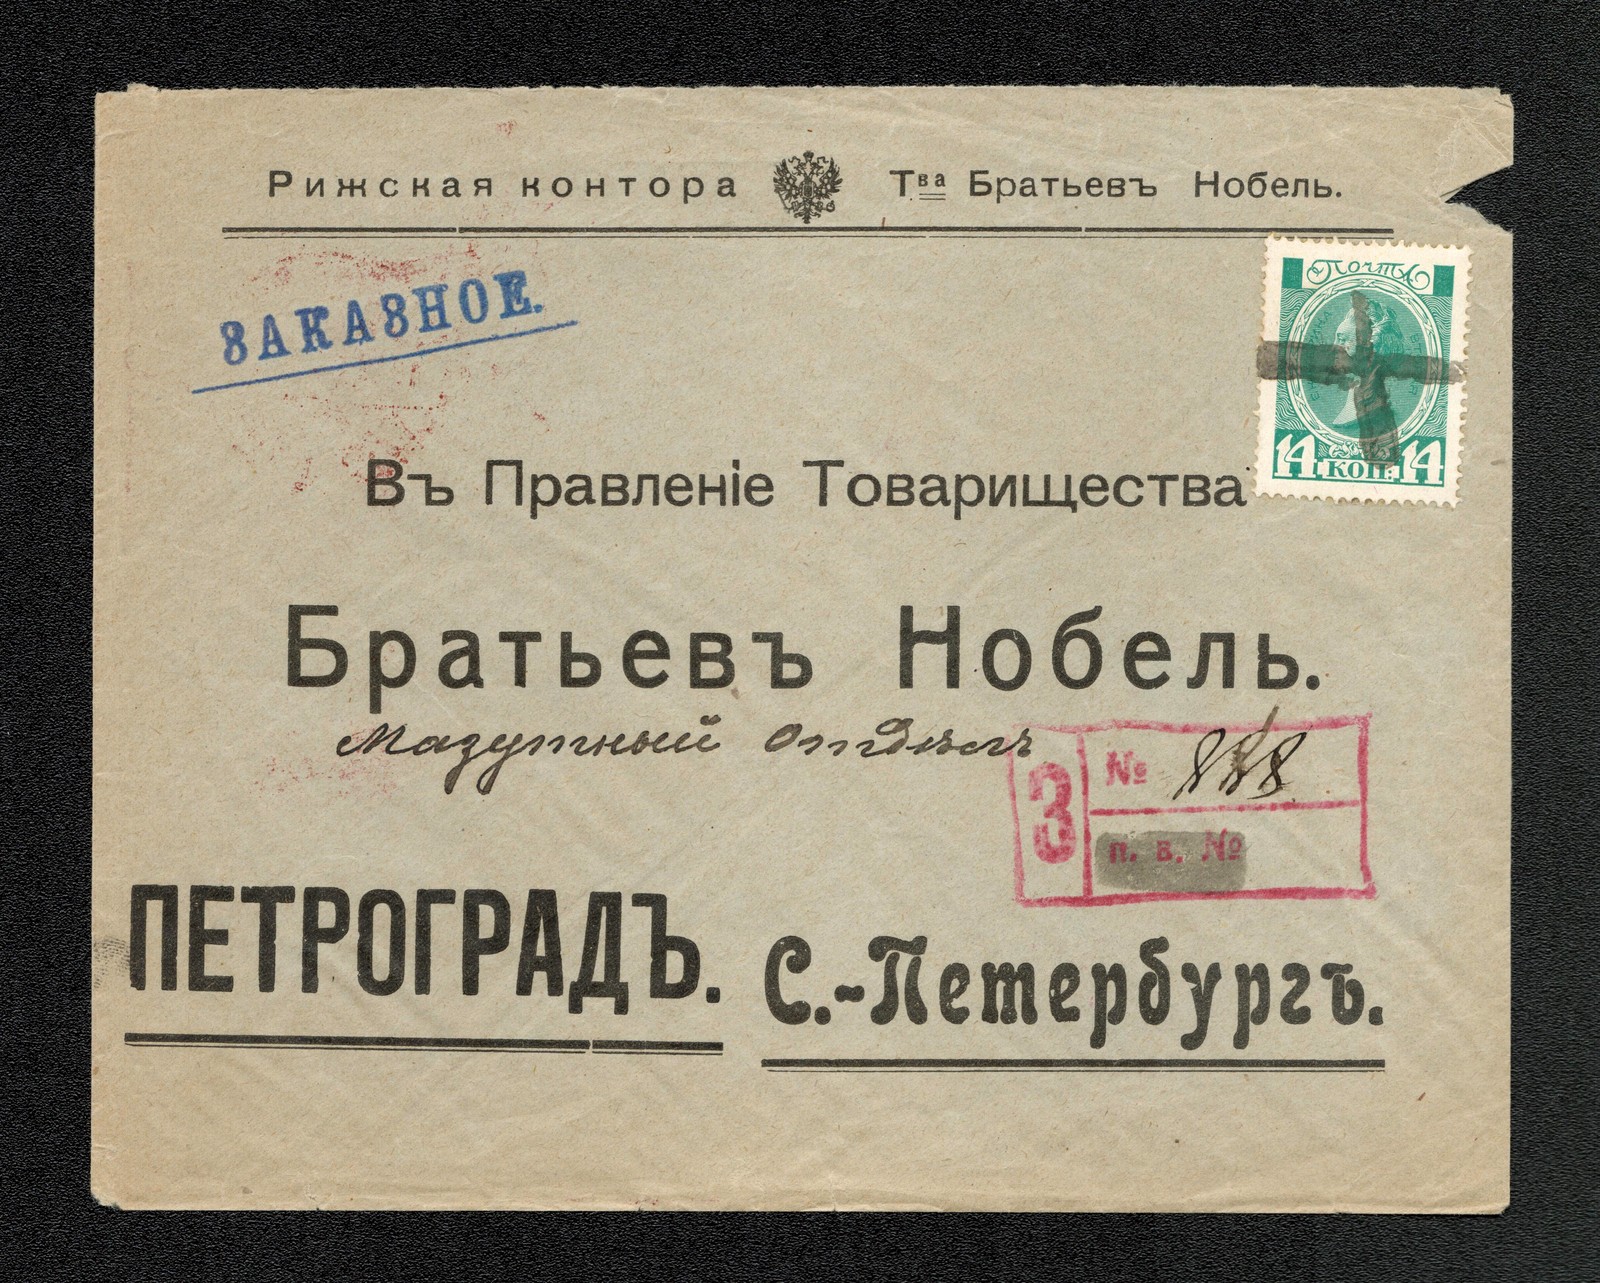 Рижская контора Тва Братьевъ Нобель.
ЗАКАЗНОЕ.
Почта
14 КОП. 14
Въ Правленіе Товарищества
Братьевъ Нобель.
Мазутный Отдѣлъ
З № 888
п. в. №
ПЕТРОГРАДЪ. С.-Петербургъ.